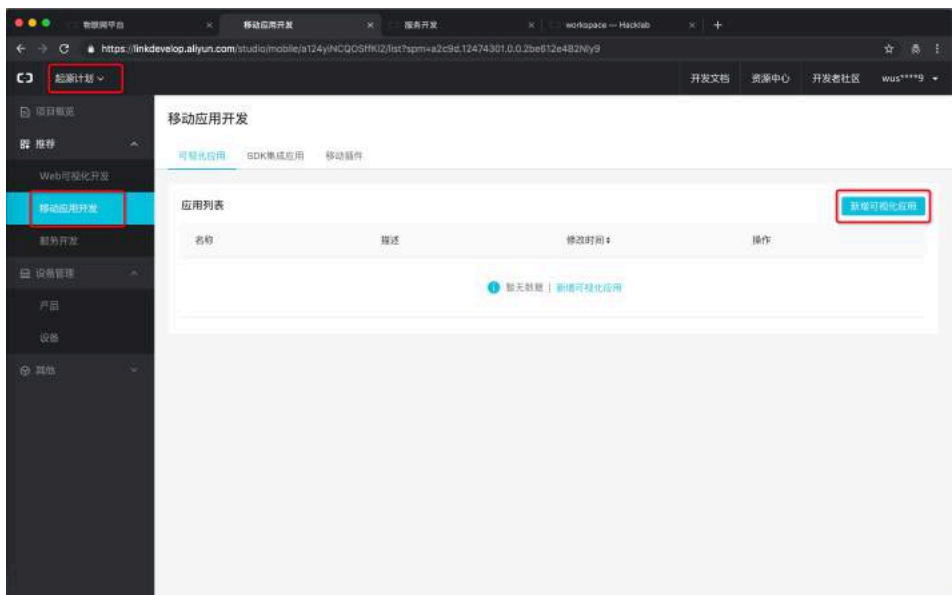 物联网平台
移动应用开发
服务开发
workspace — Hacklab
https://linkdevelop.aliyun.com/studio/mobile/a124yiNCQOSffKI2/list?spm=a2c9d.12474301.0.0.2be612e482Nly9
起源计划
开发文档 资源中心 开发者社区 wus****9
项目概览
推荐
Web可视化开发
移动应用开发
服务开发
设备管理
产品
设备
其他
移动应用开发
可视化应用 SDK集成应用 移动插件
应用列表
新增可视化应用
名称 描述 修改时间 操作
暂无数据 | 新增可视化应用